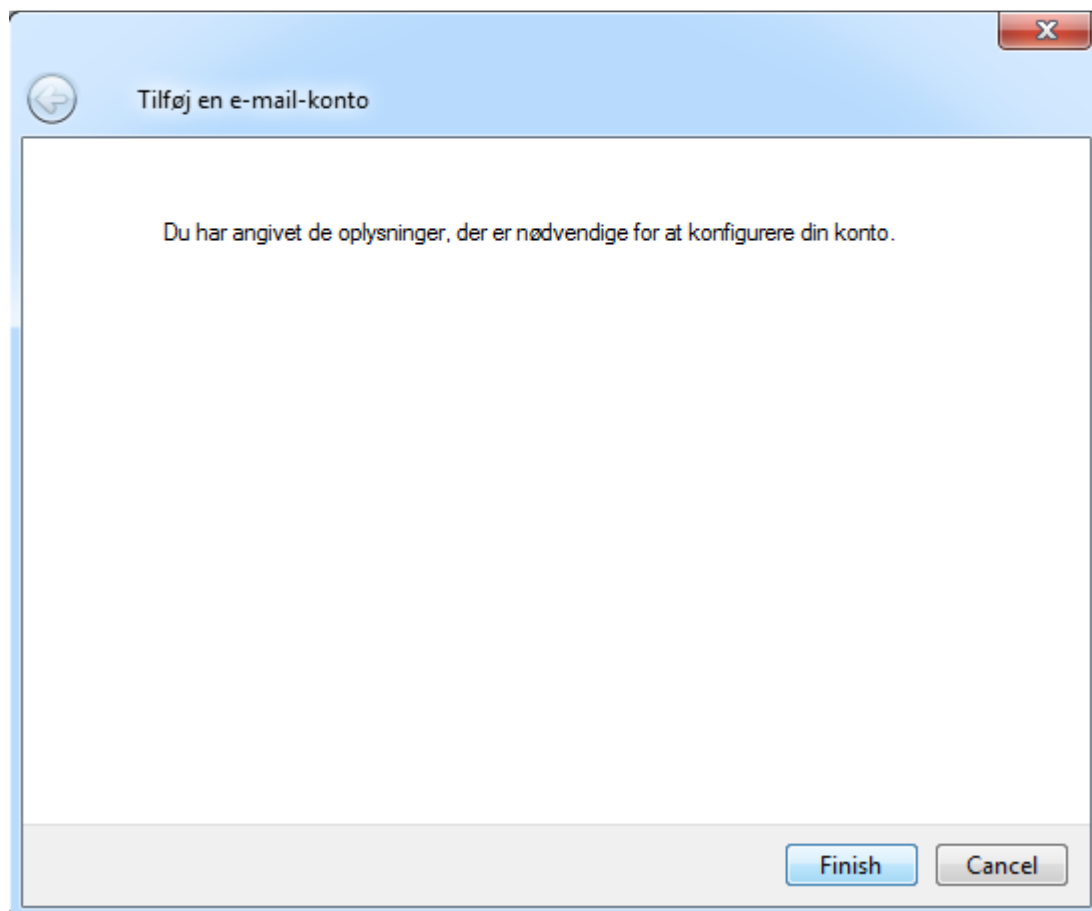 Tilføj en e-mail-konto
Du har angivet de oplysninger, der er nødvendige for at konfigurere din konto.
Finish
Cancel